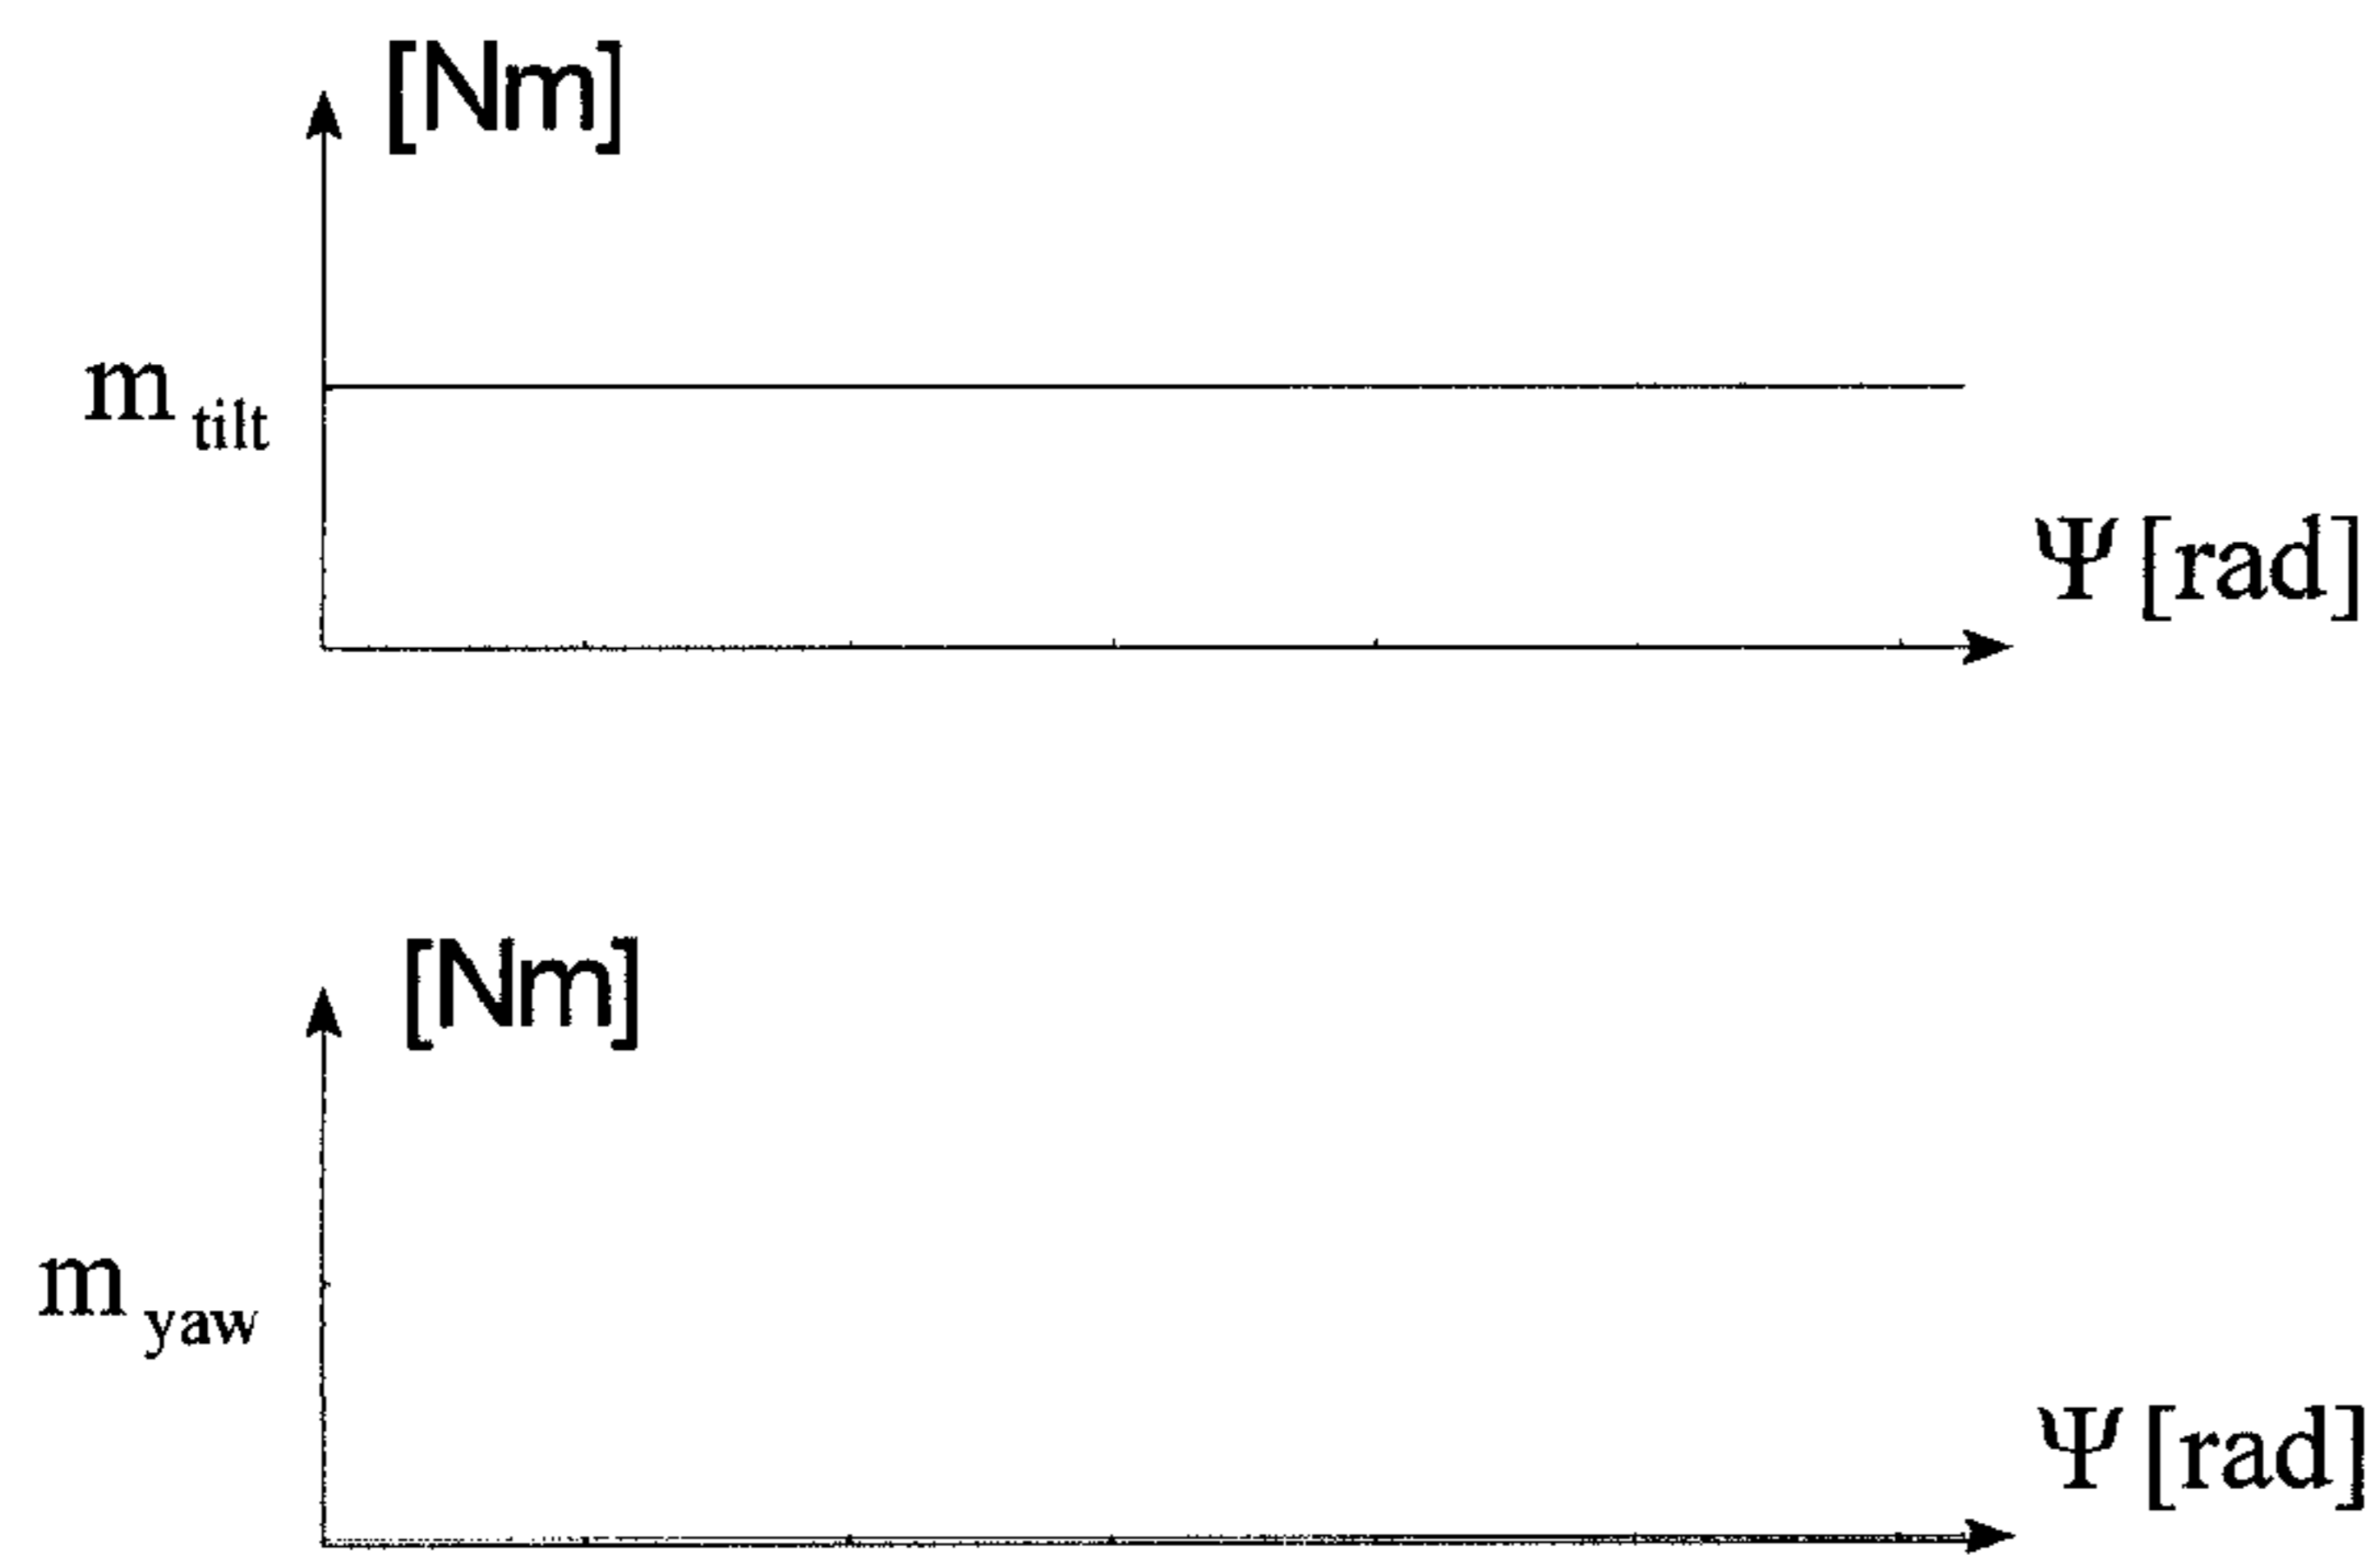 [Nm]
m tilt
Ψ [rad]
[Nm]
m yaw
Ψ [rad]